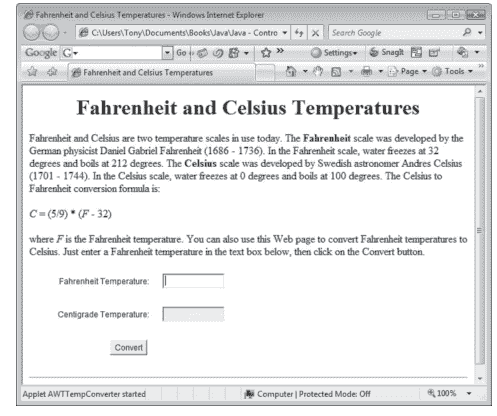 Fahrenheit and Celsius Temperatures - Windows Internet Explorer
C:\Users\Tony\Documents\Books\Java\Java - Contro
Search Google
Google G Go Settings SnagIt
Fahrenheit and Celsius Temperatures Page Tools
Fahrenheit and Celsius Temperatures
Fahrenheit and Celsius are two temperature scales in use today. The Fahrenheit scale was developed by the
German physicist Daniel Gabriel Fahrenheit (1686 - 1736). In the Fahrenheit scale, water freezes at 32
degrees and boils at 212 degrees. The Celsius scale was developed by Swedish astronomer Andres Celsius
(1701 - 1744). In the Celsius scale, water freezes at 0 degrees and boils at 100 degrees. The Celsius to
Fahrenheit conversion formula is:
C = (5/9) * (F - 32)
where F is the Fahrenheit temperature. You can also use this Web page to convert Fahrenheit temperatures to
Celsius. Just enter a Fahrenheit temperature in the text box below, then click on the Convert button.
Fahrenheit Temperature:
Centigrade Temperature:
Convert
Applet AWTTempConverter started Computer | Protected Mode: Off 100%